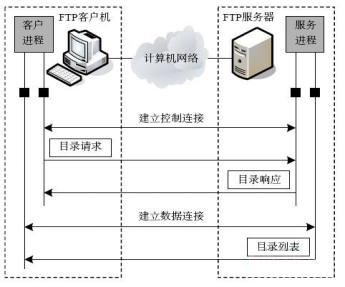 FTP客户机
FTP服务器
客户
进程
计算机网络
服务
进程
建立控制连接
目录请求
目录响应
建立数据连接
目录列表